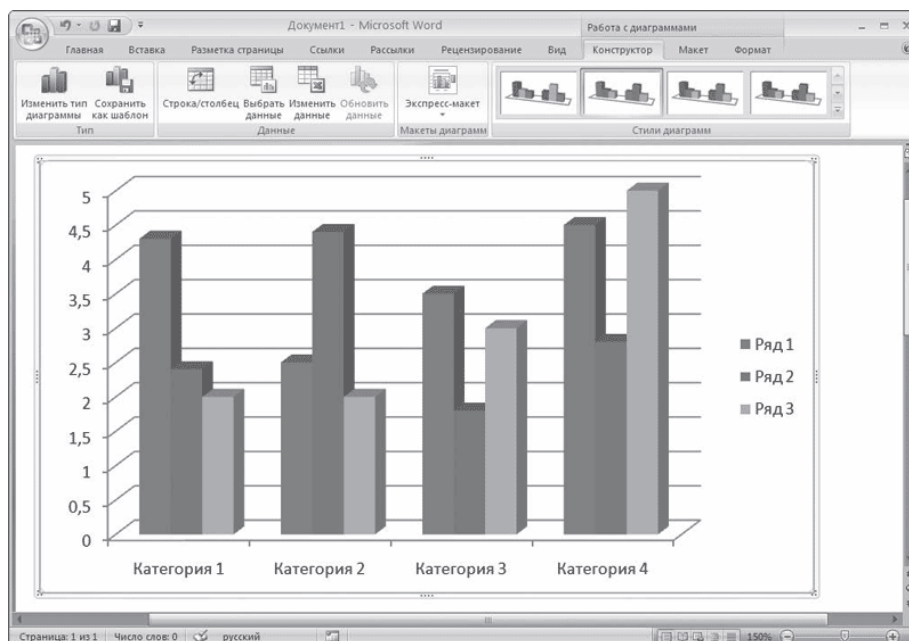 Документ1 - Microsoft Word
Работа с диаграммами
Главная Вставка Разметка страницы Ссылки Рассылки Рецензирование Вид Конструктор Макет Формат
Изменить тип диаграммы
Сохранить как шаблон
Строка/столбец
Выбрать данные
Изменить данные
Обновить данные
Экспресс-макет
Тип
Данные
Макеты диаграмм
Стили диаграмм
5
4,5
4
3,5
3
2,5
2
1,5
1
0,5
0
Категория 1 Категория 2 Категория 3 Категория 4
Ряд 1
Ряд 2
Ряд 3
Страница: 1 из 1 Число слов: 0 русский 150%